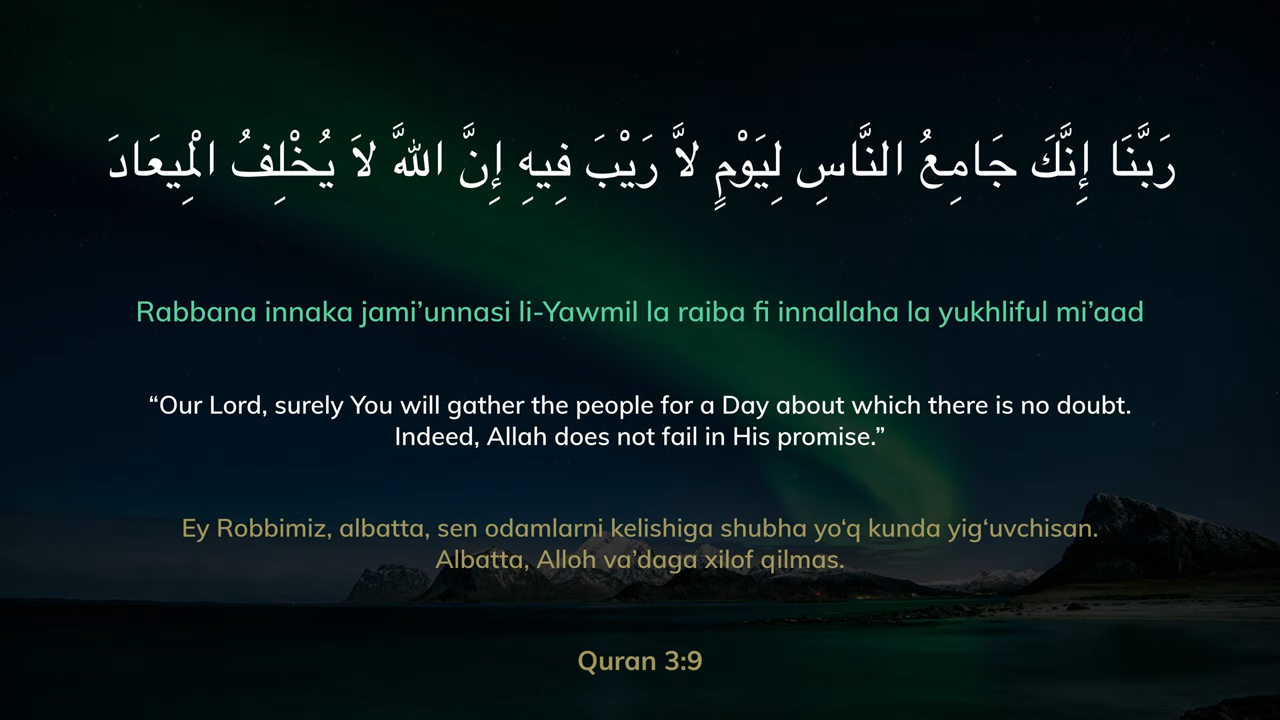 رَبَّنَا إِنَّكَ جَامِعُ النَّاسِ لِيَوْمٍ لاَّ رَيْبَ فِيهِ إِنَّ اللّهَ لاَ يُخْلِفُ الْمِيعَادَ
Rabbana innaka jami’unnasi li-Yawmil la raiba fi innallaha la yukhliful mi’aad
“Our Lord, surely You will gather the people for a Day about which there is no doubt.
Indeed, Allah does not fail in His promise.”
Ey Robbimiz, albatta, sen odamlarni kelishiga shubha yo‘q kunda yig‘uvchisan.
Albatta, Alloh va’daga xilof qilmas.
Quran 3:9